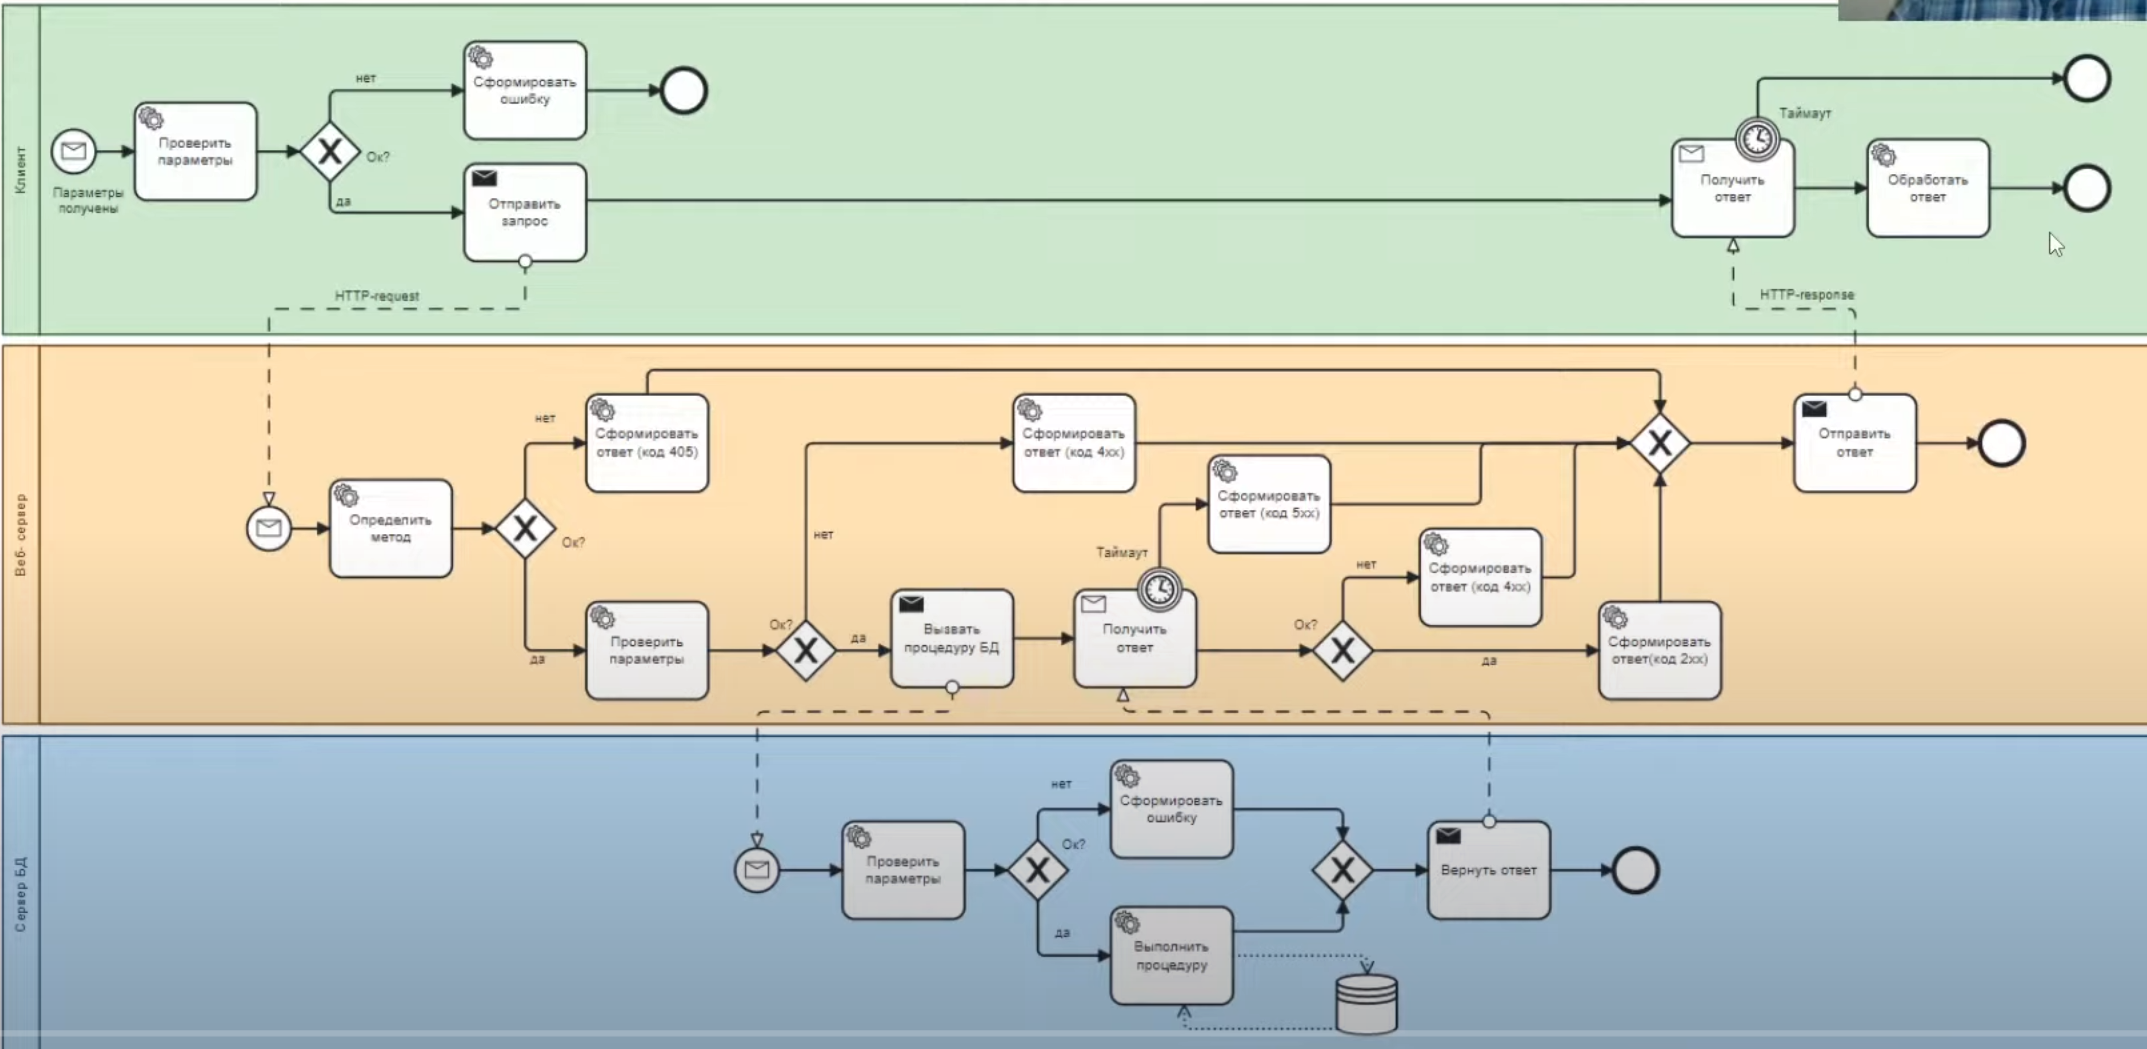 Клиент
Параметры
получены
Проверить
параметры
Ок?
нет
да
Сформировать
ошибку
Отправить
запрос
HTTP-request
Получить
ответ
Таймаут
Обработать
ответ
HTTP-response
Веб- сервер
Определить
метод
Ок?
нет
да
Сформировать
ответ (код 405)
Проверить
параметры
Ок?
нет
да
Сформировать
ответ (код 4xx)
Вызвать
процедуру БД
Получить
ответ
Таймаут
Сформировать
ответ (код 5xx)
Ок?
нет
да
Сформировать
ответ (код 4xx)
Сформировать
ответ(код 2xx)
Отправить
ответ
Сервер БД
Проверить
параметры
Ок?
нет
да
Сформировать
ошибку
Выполнить
процедуру
Вернуть ответ